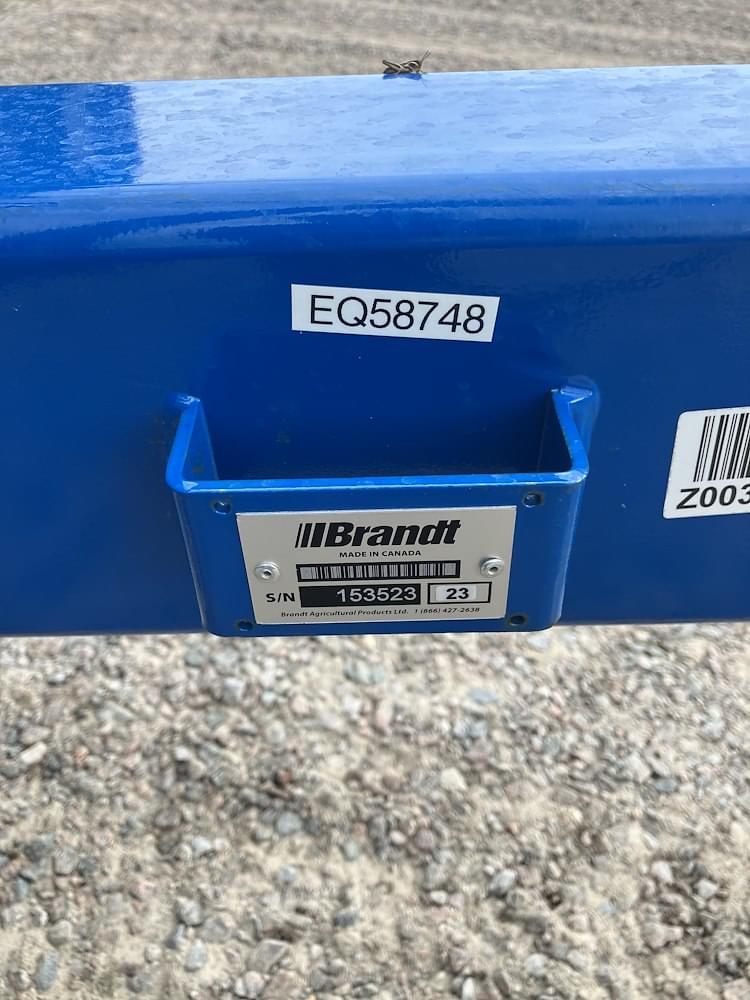 EQ58748
Z003
Brandt
MADE IN CANADA
S/N 153523 23
Brandt Agricultural Products Ltd. 1 (866) 427-2638